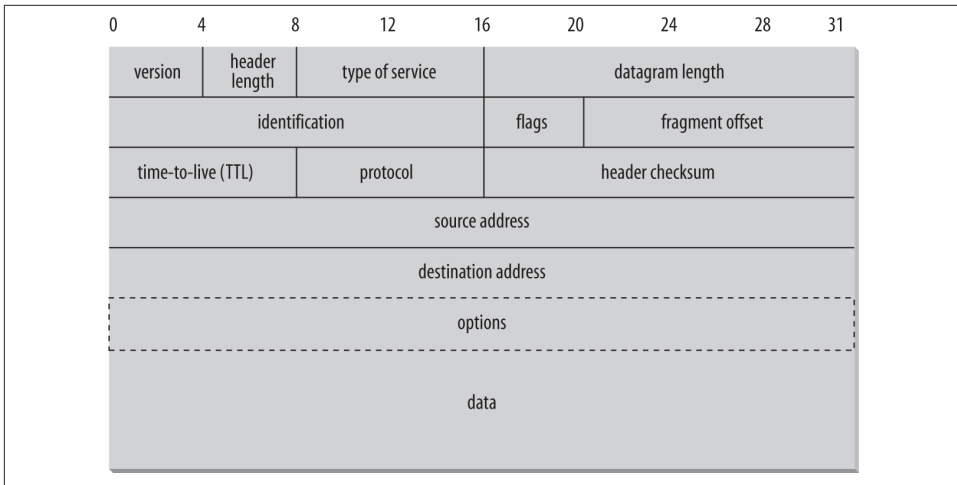 0 4 8 12 16 20 24 28 31
version header length type of service datagram length
identification flags fragment offset
time-to-live (TTL) protocol header checksum
source address
destination address
options
data